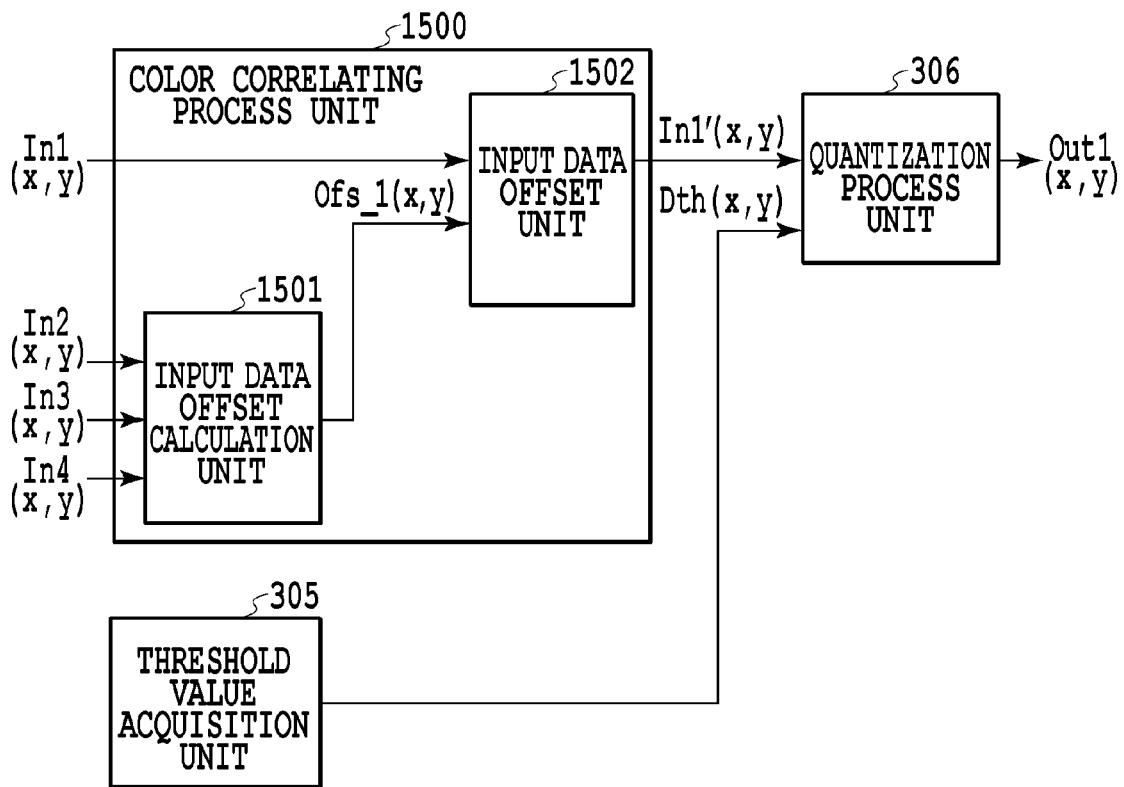 1500
COLOR CORRELATING
PROCESS UNIT
1502
INPUT DATA
OFFSET
UNIT
306
QUANTIZATION
PROCESS
UNIT
In1
(x,y)
Ofs_1(x,y)
In1'(x,y)
Dth(x,y)
Out1
(x,y)
1501
INPUT DATA
OFFSET
CALCULATION
UNIT
In2
(x,y)
In3
(x,y)
In4
(x,y)
305
THRESHOLD
VALUE
ACQUISITION
UNIT